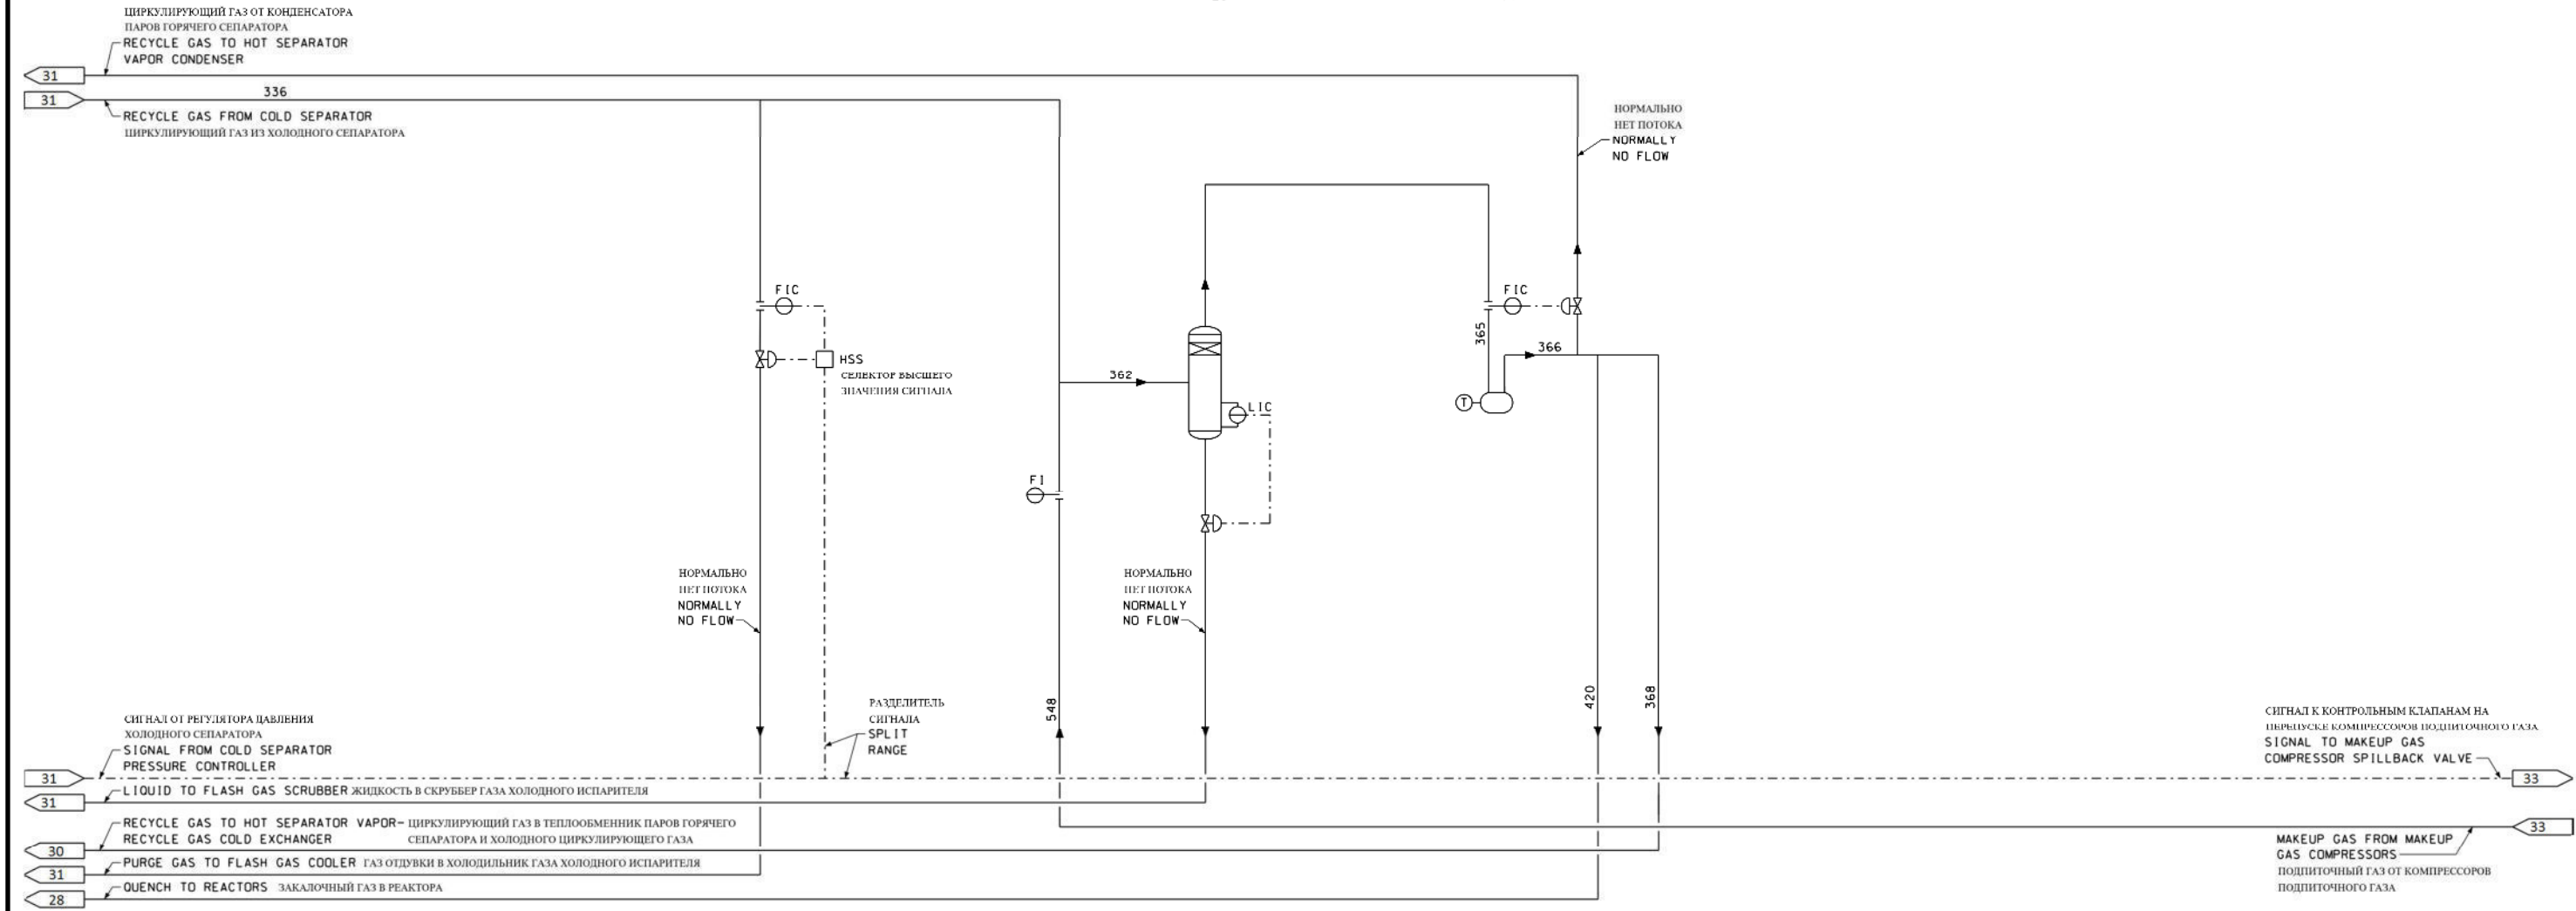 ЦИРКУЛИРУЮЩИЙ ГАЗ ОТ КОНДЕНСАТОРА
ПАРОВ ГОРЯЧЕГО СЕПАРАТОРА
RECYCLE GAS TO HOT SEPARATOR
VAPOR CONDENSER
31
31
336
RECYCLE GAS FROM COLD SEPARATOR
ЦИРКУЛИРУЮЩИЙ ГАЗ ИЗ ХОЛОДНОГО СЕПАРАТОРА
НОРМАЛЬНО
НЕТ ПОТОКА
NORMALLY
NO FLOW
FIC
HSS
СЕЛЕКТОР ВЫСШЕГО
ЗНАЧЕНИЯ СИГНАЛА
362
LIC
FI
FIC
365
366
T
НОРМАЛЬНО
НЕТ ПОТОКА
NORMALLY
NO FLOW
НОРМАЛЬНО
НЕТ ПОТОКА
NORMALLY
NO FLOW
РАЗДЕЛИТЕЛЬ
СИГНАЛА
SPLIT
RANGE
548
420
368
СИГНАЛ ОТ РЕГУЛЯТОРА ДАВЛЕНИЯ
ХОЛОДНОГО СЕПАРАТОРА
SIGNAL FROM COLD SEPARATOR
PRESSURE CONTROLLER
31
СИГНАЛ К КОНТРОЛЬНЫМ КЛАПАНАМ НА
ПЕРЕПУСКЕ КОМПРЕССОРОВ ПОДПИТОЧНОГО ГАЗА
SIGNAL TO MAKEUP GAS
COMPRESSOR SPILLBACK VALVE
33
LIQUID TO FLASH GAS SCRUBBER ЖИДКОСТЬ В СКРУББЕР ГАЗА ХОЛОДНОГО ИСПАРИТЕЛЯ
31
RECYCLE GAS TO HOT SEPARATOR VAPOR- ЦИРКУЛИРУЮЩИЙ ГАЗ В ТЕПЛООБМЕННИК ПАРОВ ГОРЯЧЕГО
RECYCLE GAS COLD EXCHANGER СЕПАРАТОРА И ХОЛОДНОГО ЦИРКУЛИРУЮЩЕГО ГАЗА
30
PURGE GAS TO FLASH GAS COOLER ГАЗ ОТДУВКИ В ХОЛОДИЛЬНИК ГАЗА ХОЛОДНОГО ИСПАРИТЕЛЯ
31
QUENCH TO REACTORS ЗАКАЛОЧНЫЙ ГАЗ В РЕАКТОРА
28
33
MAKEUP GAS FROM MAKEUP
GAS COMPRESSORS
ПОДПИТОЧНЫЙ ГАЗ ОТ КОМПРЕССОРОВ
ПОДПИТОЧНОГО ГАЗА